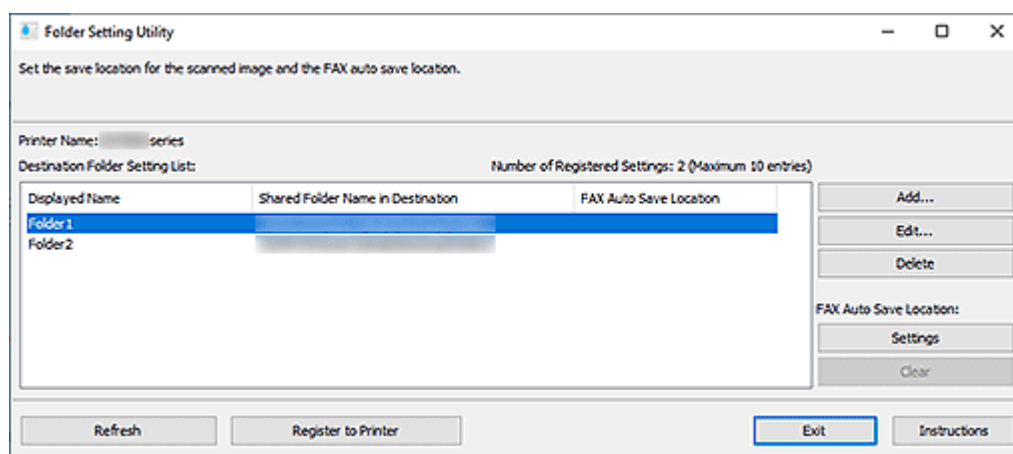 Folder Setting Utility
Set the save location for the scanned image and the FAX auto save location.
Printer Name: series
Destination Folder Setting List: Number of Registered Settings: 2 (Maximum 10 entries)
Displayed Name Shared Folder Name in Destination FAX Auto Save Location
Folder1
Folder2
Add...
Edit...
Delete
FAX Auto Save Location:
Settings
Clear
Refresh Register to Printer Exit Instructions